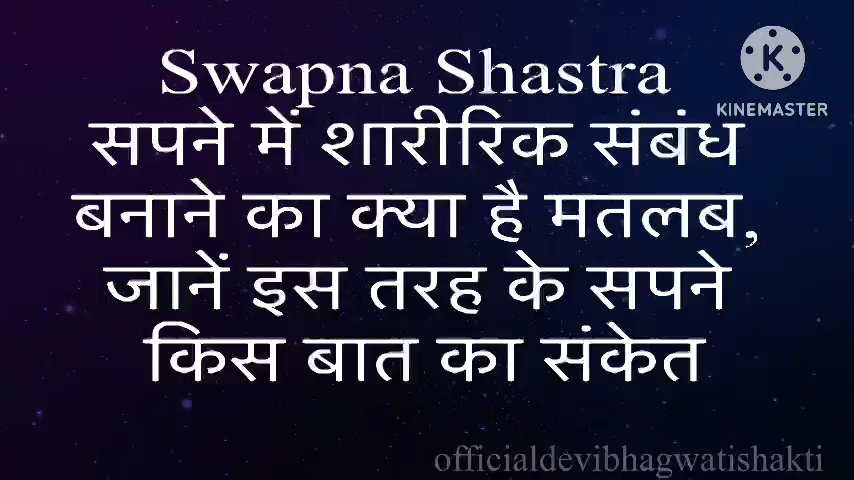 Swapna Shastra
KINEMASTER
सपने में शारीरिक संबंध
बनाने का क्या है मतलब,
जानें इस तरह के सपने
किस बात का संकेत
officialdevibhagwatishakti